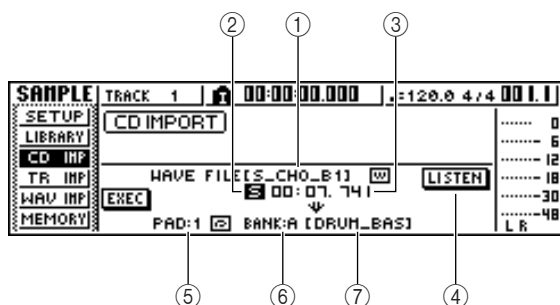 ② ① ③
SAMPLE TRACK 1 00:00:00.000 ♩=120.0 4/4 001.1
SETUP
LIBRARY
CD IMP
TR IMP
WAV IMP
MEMORY
CD IMPORT
WAVE FILE[S_CHO_B1] W LISTEN
S 00:07.741
EXEC
PAD:1 BANK:A [DRUM_BAS]
0
6
12
18
30
48
L R
⑤ ⑥ ⑦ ④